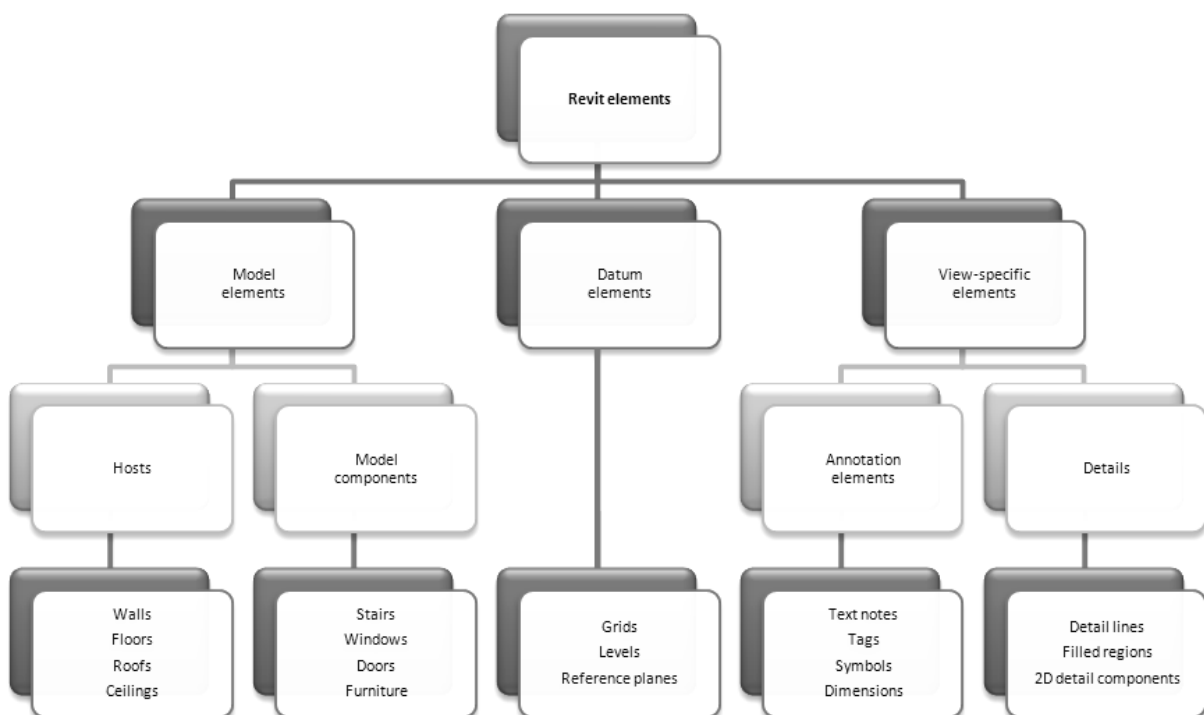 Revit elements
Model
elements
Datum
elements
View-specific
elements
Hosts
Model
components
Annotation
elements
Details
Walls
Floors
Roofs
Ceilings
Stairs
Windows
Doors
Furniture
Grids
Levels
Reference planes
Text notes
Tags
Symbols
Dimensions
Detail lines
Filled regions
2D detail components